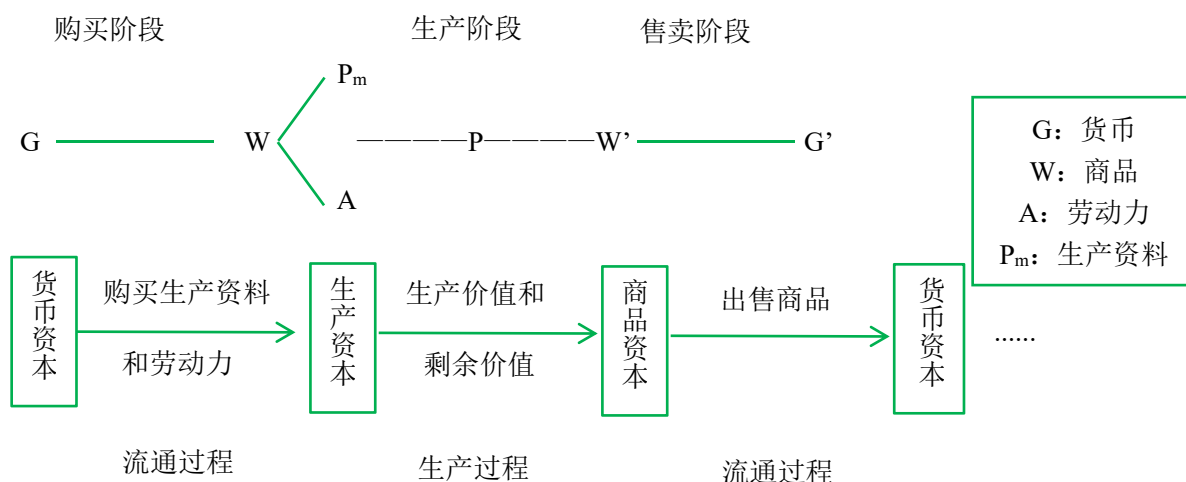 购买阶段 生产阶段 售卖阶段
Pm
G W ————P————W’ G’
A
G：货币
W：商品
A：劳动力
Pm：生产资料
货币资本
购买生产资料
和劳动力
生产资本
生产价值和
剩余价值
商品资本
出售商品
货币资本
......
流通过程 生产过程 流通过程